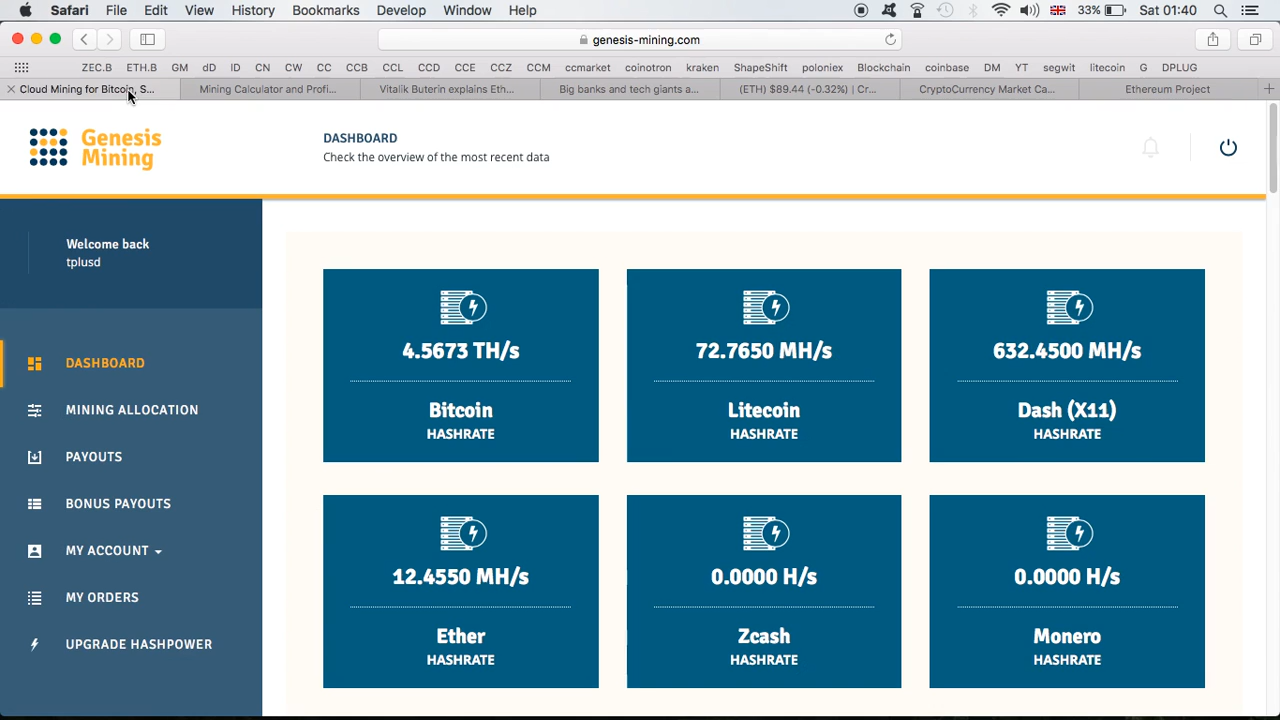 Safari File Edit View History Bookmarks Develop Window Help 33% Sat 01:40
genesis-mining.com
ZEC.B ETH.B GM dD ID CN CW CC CCB CCL CCD CCE CCZ CCM ccmarket coinotron kraken ShapeShift poloniex Blockchain coinbase DM YT segwit litecoin G DPLUG
Cloud Mining for Bitcoin, S... Mining Calculator and Profi... Vitalik Buterin explains Eth... Big banks and tech giants a... (ETH) $89.44 (-0.32%) | Cr... CryptoCurrency Market Ca... Ethereum Project
Genesis
Mining
DASHBOARD
Check the overview of the most recent data
Welcome back
tplusd
DASHBOARD
MINING ALLOCATION
PAYOUTS
BONUS PAYOUTS
MY ACCOUNT
MY ORDERS
UPGRADE HASHPOWER
4.5673 TH/s
Bitcoin
HASHRATE
72.7650 MH/s
Litecoin
HASHRATE
632.4500 MH/s
Dash (X11)
HASHRATE
12.4550 MH/s
Ether
HASHRATE
0.0000 H/s
Zcash
HASHRATE
0.0000 H/s
Monero
HASHRATE